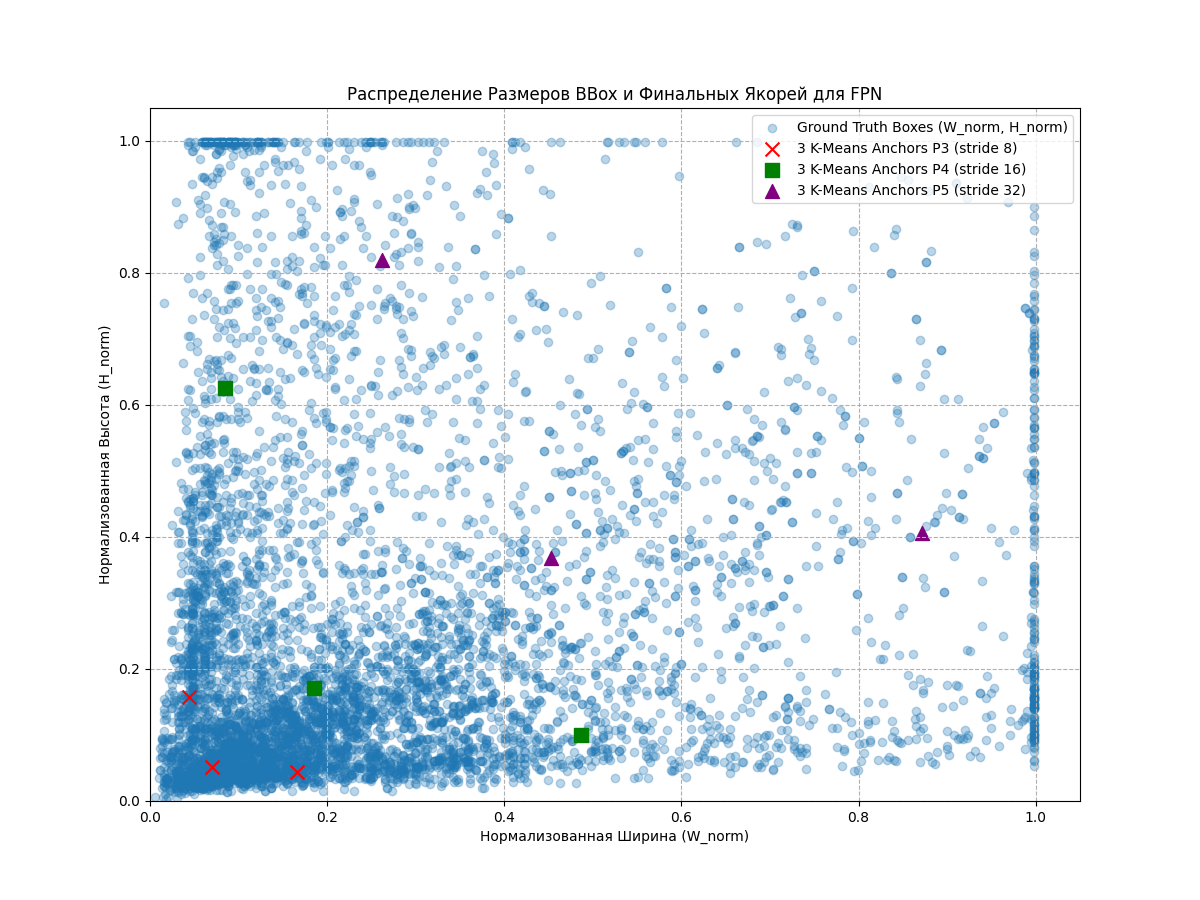 Распределение Размеров BBox и Финальных Якорей для FPN
Ground Truth Boxes (W_norm, H_norm)
3 K-Means Anchors P3 (stride 8)
3 K-Means Anchors P4 (stride 16)
3 K-Means Anchors P5 (stride 32)
1.0
0.8
0.6
0.4
0.2
0.0
Нормализованная Высота (H_norm)
0.0 0.2 0.4 0.6 0.8 1.0
Нормализованная Ширина (W_norm)